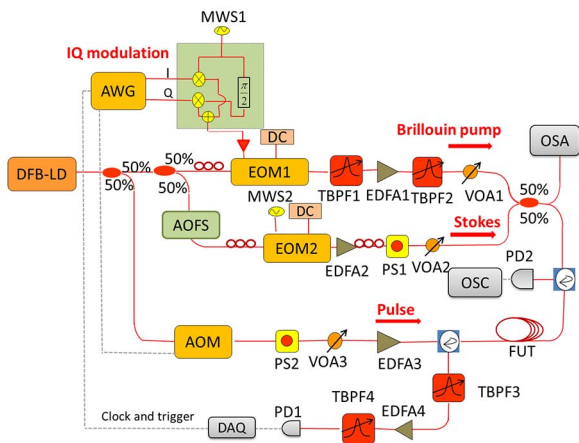 MWS1
IQ modulation
I
Q
π/2
AWG
DC
Brillouin pump
OSA
DFB-LD
50%
50%
50%
50%
EOM1
TBPF1
EDFA1
TBPF2
VOA1
50%
50%
MWS2
DC
Stokes
AOFS
EOM2
EDFA2
PS1
VOA2
PD2
OSC
Pulse
AOM
PS2
VOA3
EDFA3
FUT
TBPF3
TBPF4
PD1
EDFA4
Clock and trigger
DAQ